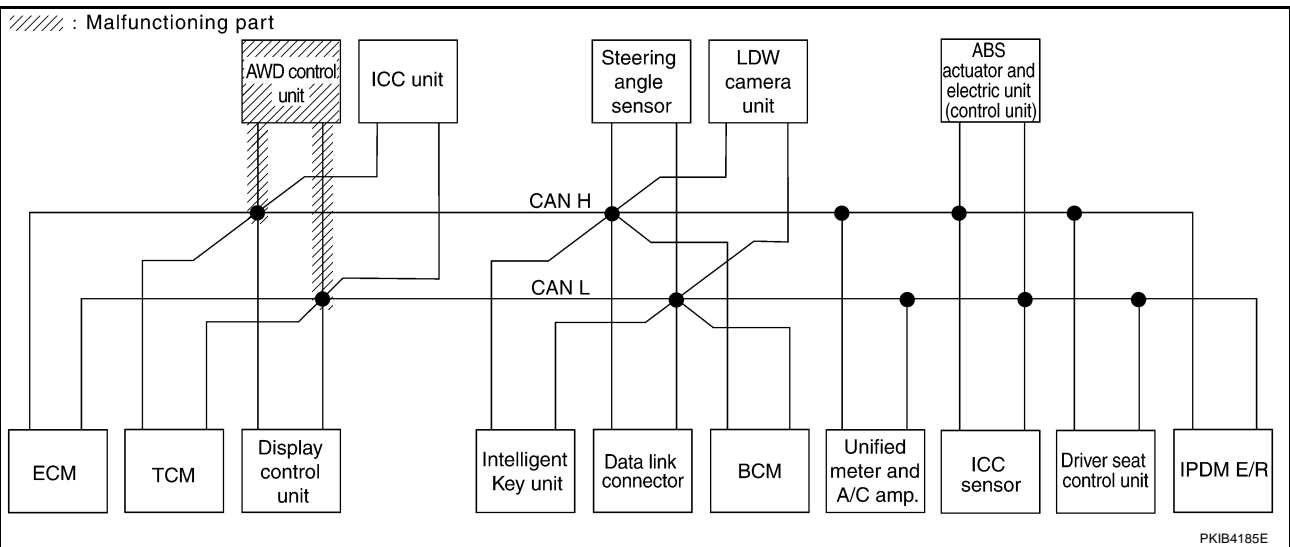 : Malfunctioning part
AWD control
unit
ICC unit
Steering
angle
sensor
LDW
camera
unit
ABS
actuator and
electric unit
(control unit)
CAN H
CAN L
ECM
TCM
Display
control
unit
Intelligent
Key unit
Data link
connector
BCM
Unified
meter and
A/C amp.
ICC
sensor
Driver seat
control unit
IPDM E/R
PKIB4185E